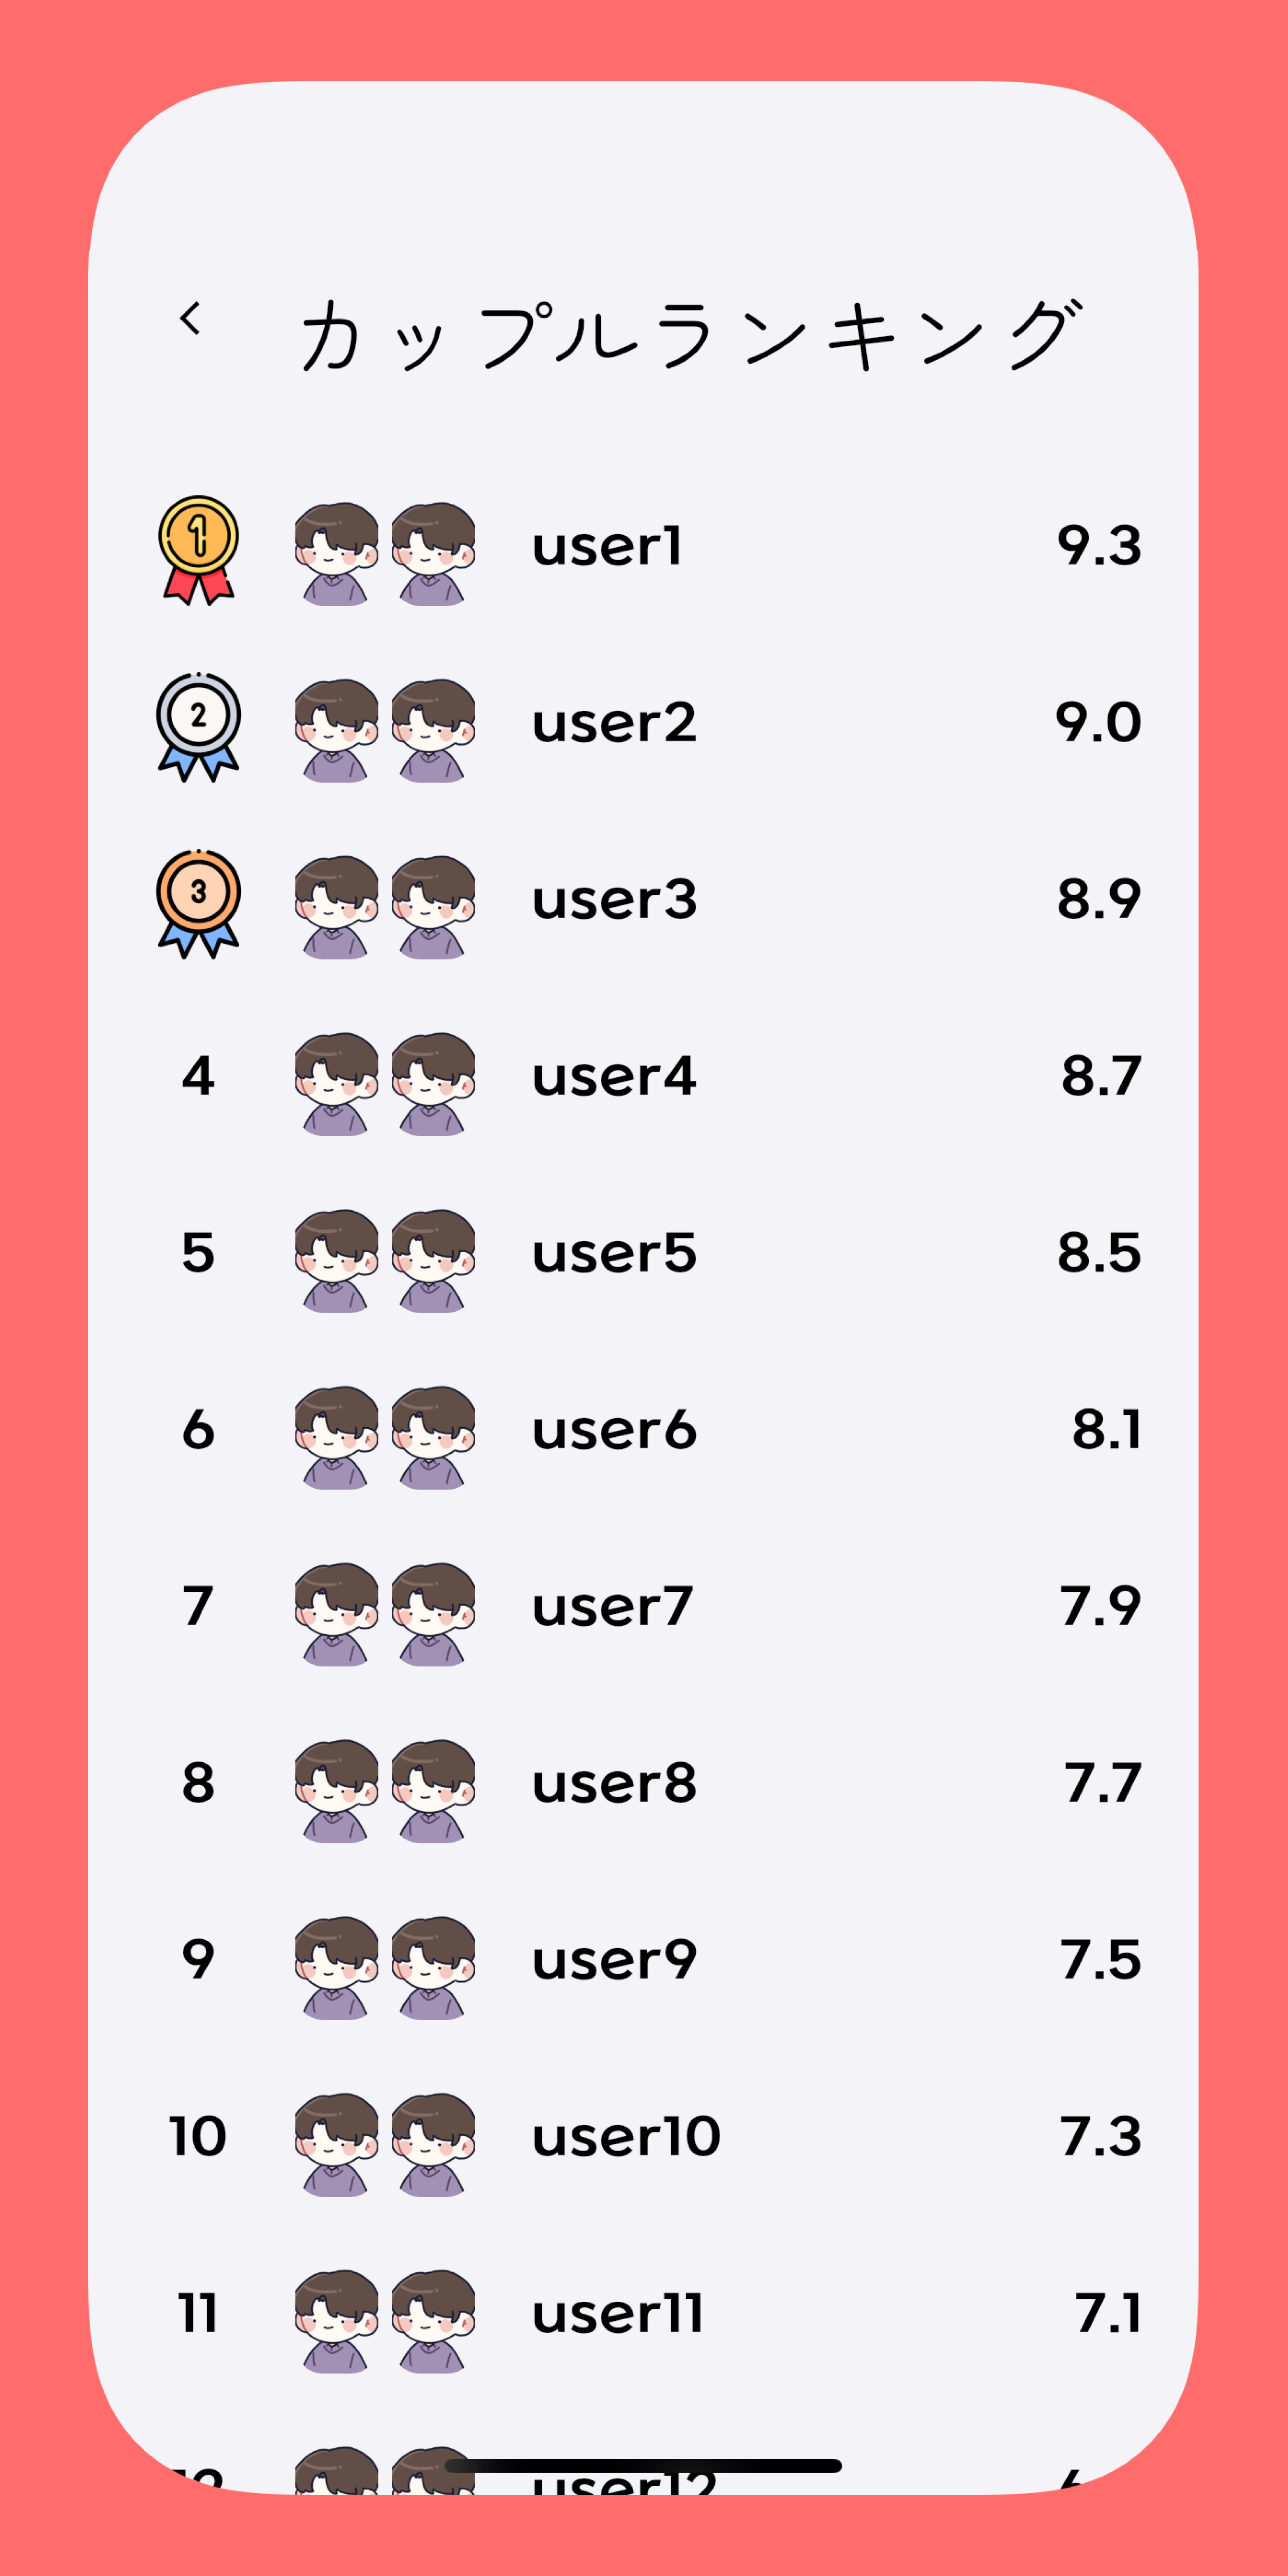 カップルランキング
1 user1 9.3
2 user2 9.0
3 user3 8.9
4 user4 8.7
5 user5 8.5
6 user6 8.1
7 user7 7.9
8 user8 7.7
9 user9 7.5
10 user10 7.3
11 user11 7.1
user12